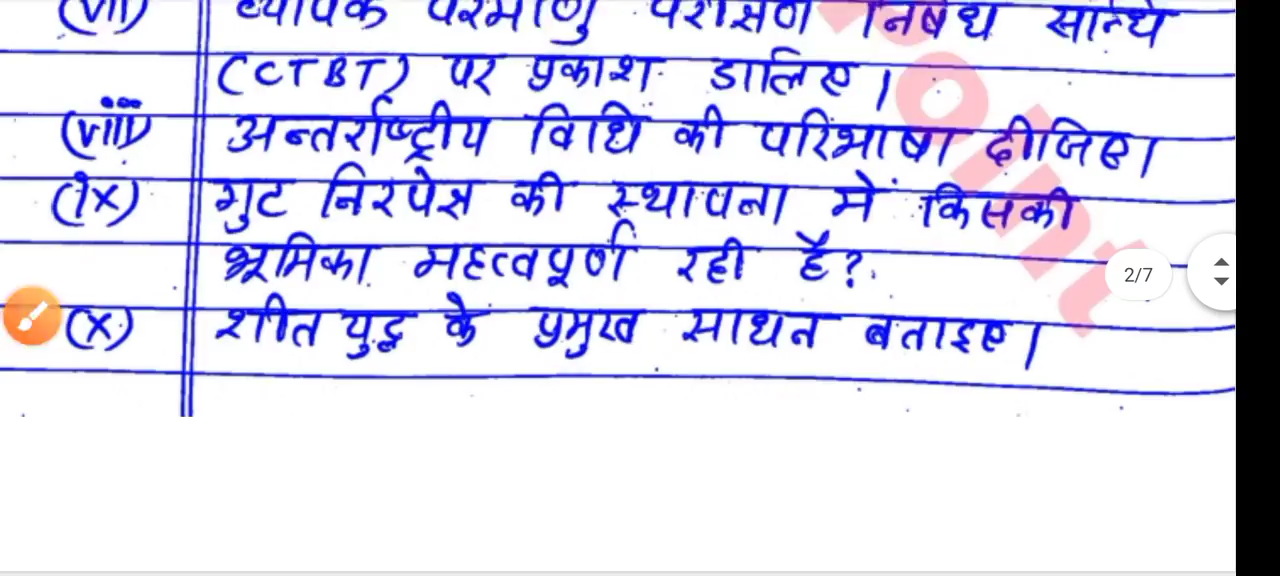 (vii) व्यापक परमाणु परीक्षण निषेध सन्धि
(CTBT) पर प्रकाश डालिए।
(viii) अन्तर्राष्ट्रीय विधि की परिभाषा दीजिए।
(ix) गुट निरपेक्ष की स्थापना में किसकी
भूमिका महत्वपूर्ण रही है?
2/7
(x) शीत युद्ध के प्रमुख साधन बताइए।